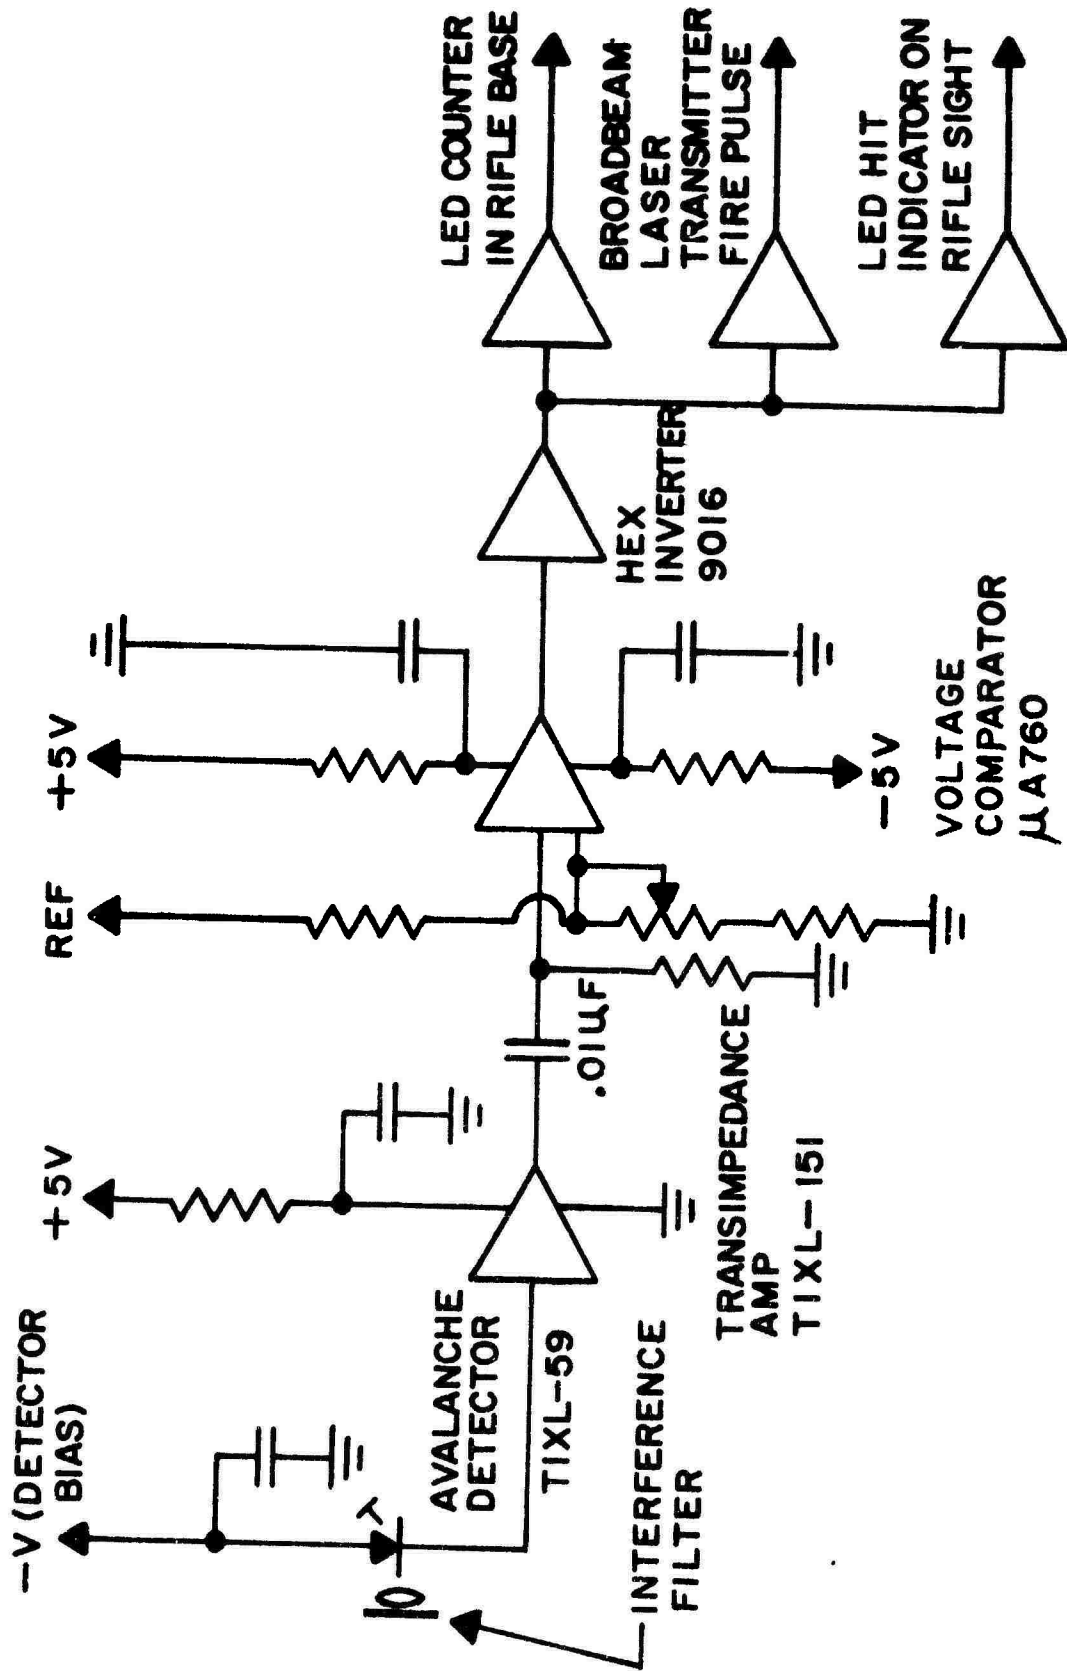 -V (DETECTOR
BIAS)
+5V
REF
+5V
LED COUNTER
IN RIFLE BASE
BROADBEAM
LASER
TRANSMITTER
FIRE PULSE
LED HIT
INDICATOR ON
RIFLE SIGHT
AVALANCHE
DETECTOR
TIXL-59
INTERFERENCE
FILTER
TRANSIMPEDANCE
AMP
TIXL-151
.01µF
-5V
VOLTAGE
COMPARATOR
µA760
HEX
INVERTER
9016